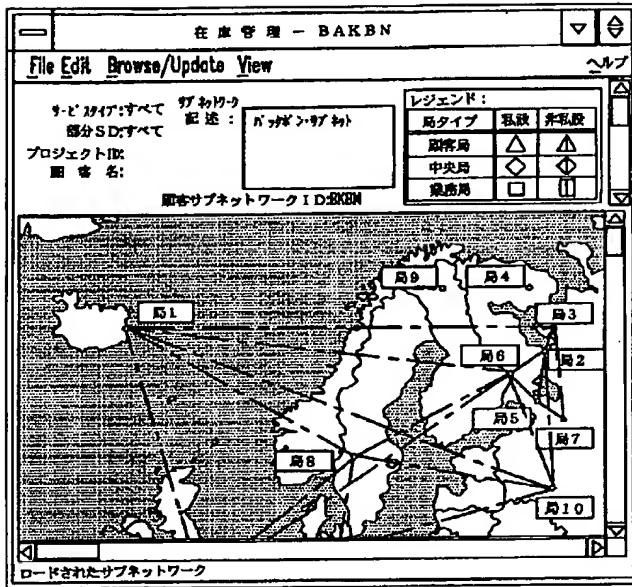 在庫管理 － BAKBN
File Edit Browse/Update View ヘルプ
サービスタイプ:すべて
部分SD:すべて
プロジェクトID:
顧客名:
サブネットワーク
記述：
バックボン・サブネット
顧客サブネットワークID:BKBM
レジェンド：
局タイプ 私設 非私設
顧客局
中央局
業務局
局1
局9
局4
局3
局6
局2
局5
局7
局8
局10
ロードされたサブネットワーク